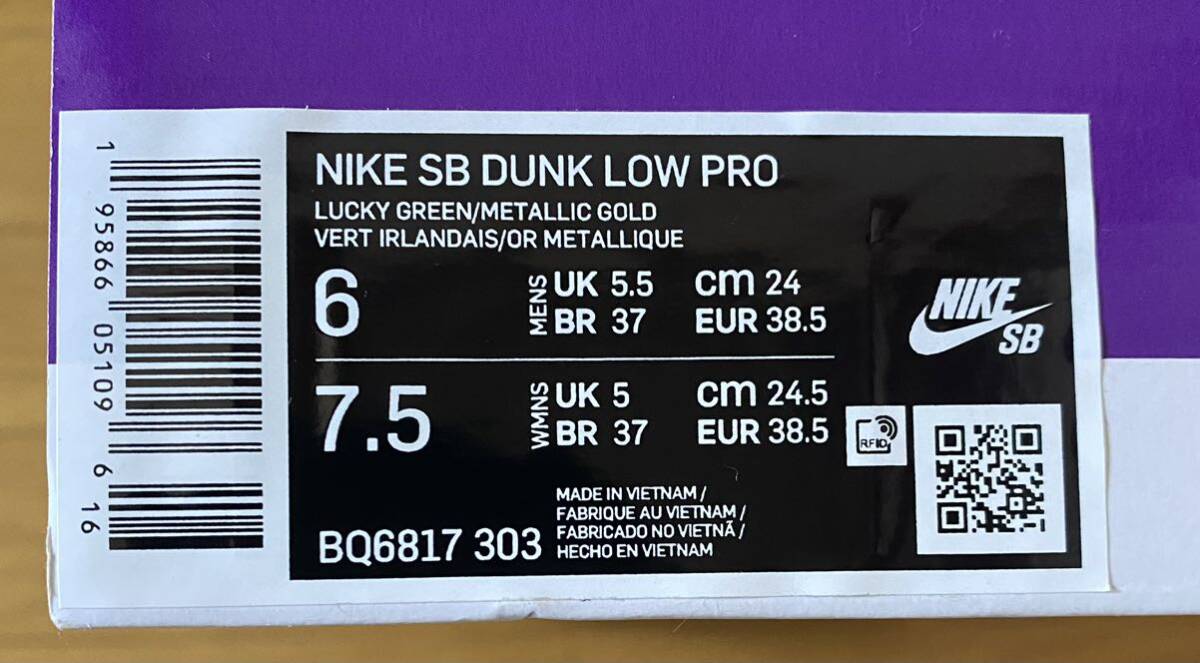 1 95866 05109 6 16
NIKE SB DUNK LOW PRO
LUCKY GREEN/METALLIC GOLD
VERT IRLANDAIS/OR METALLIQUE
6 MENS UK 5.5 cm 24
BR 37 EUR 38.5
7.5 WMNS UK 5 cm 24.5
BR 37 EUR 38.5
MADE IN VIETNAM /
FABRIQUE AU VIETNAM /
FABRICADO NO VIETNÃ /
HECHO EN VIETNAM
BQ6817 303
NIKE
SB
RFID